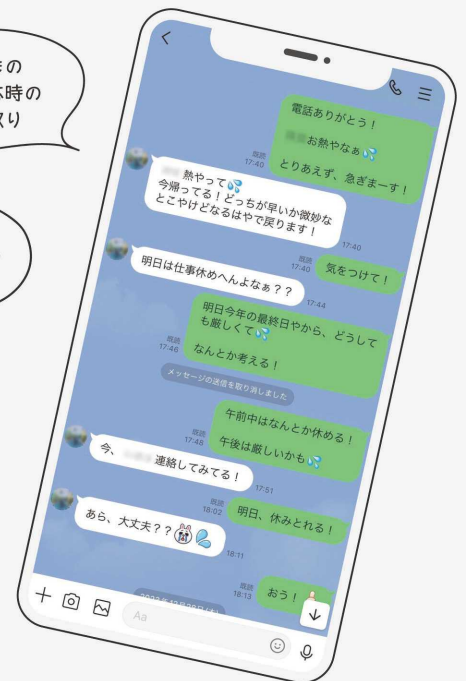 の
時の
り
電話ありがとう!
お熱やなぁ💦
とりあえず、急ぎまーす!
既読
17:40
熱やって💦
今帰ってる!どっちが早いか微妙な
とこやけどなるはやで戻ります!
17:40
既読
17:40
気をつけて!
明日は仕事休めへんよなぁ??
17:44
明日今年の最終日やから、どうして
も厳しくて💦
なんとか考える!
既読
17:46
メッセージの送信を取り消しました
午前中はなんとか休める!
午後は厳しいかも💦
既読
17:48
今、
連絡してみてる!
17:51
既読
18:02
明日、休みとれる!
あら、大丈夫??
18:11
既読
18:13
おう!
Aa